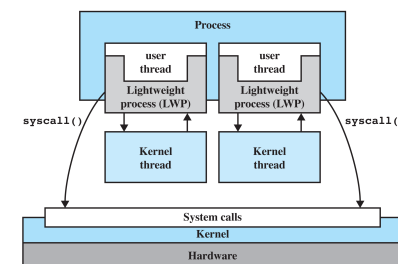 Process
user
thread
user
thread
Lightweight
process (LWP)
Lightweight
process (LWP)
syscall()
syscall(
Kernel
thread
Kernel
thread
System calls
Kernel
Hardware